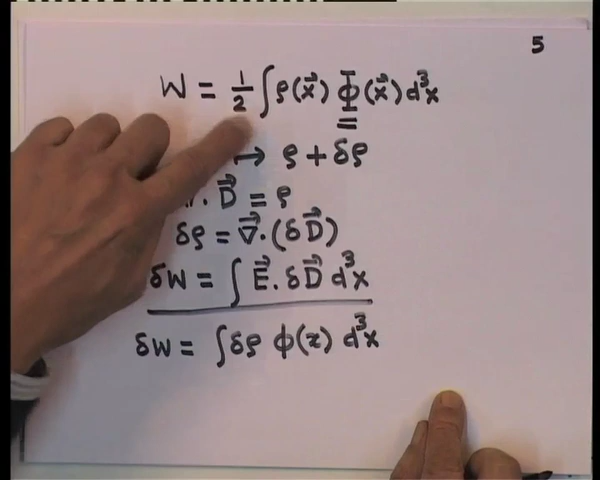 5
W = 1/2 ∫ρ(x⃗) Φ(x⃗) d³x
→ ρ + δρ
. D⃗ = ρ
δρ = ∇⃗.(δD⃗)
δW = ∫ E⃗. δD⃗ d³x
δW = ∫δρ φ(x) d³x